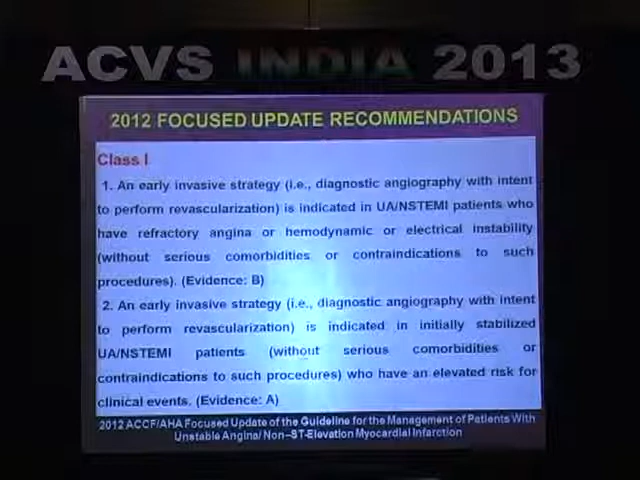 ACVS INDIA 2013
2012 FOCUSED UPDATE RECOMMENDATIONS
Class I
1. An early invasive strategy (i.e., diagnostic angiography with intent
to perform revascularization) is indicated in UA/NSTEMI patients who
have refractory angina or hemodynamic or electrical instability
(without serious comorbidities or contraindications to such
procedures). (Evidence: B)
2. An early invasive strategy (i.e., diagnostic angiography with intent
to perform revascularization) is indicated in initially stabilized
UA/NSTEMI patients (without serious comorbidities or
contraindications to such procedures) who have an elevated risk for
clinical events. (Evidence: A)
2012 ACCF/AHA Focused Update of the Guideline for the Management of Patients With
Unstable Angina/ Non–ST-Elevation Myocardial Infarction